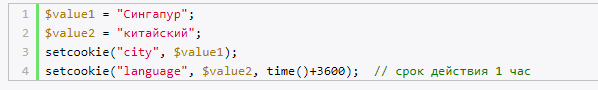 1 $value1 = "Сингапур";
2 $value2 = "китайский";
3 setcookie("city", $value1);
4 setcookie("language", $value2, time()+3600);  // срок действия 1 час